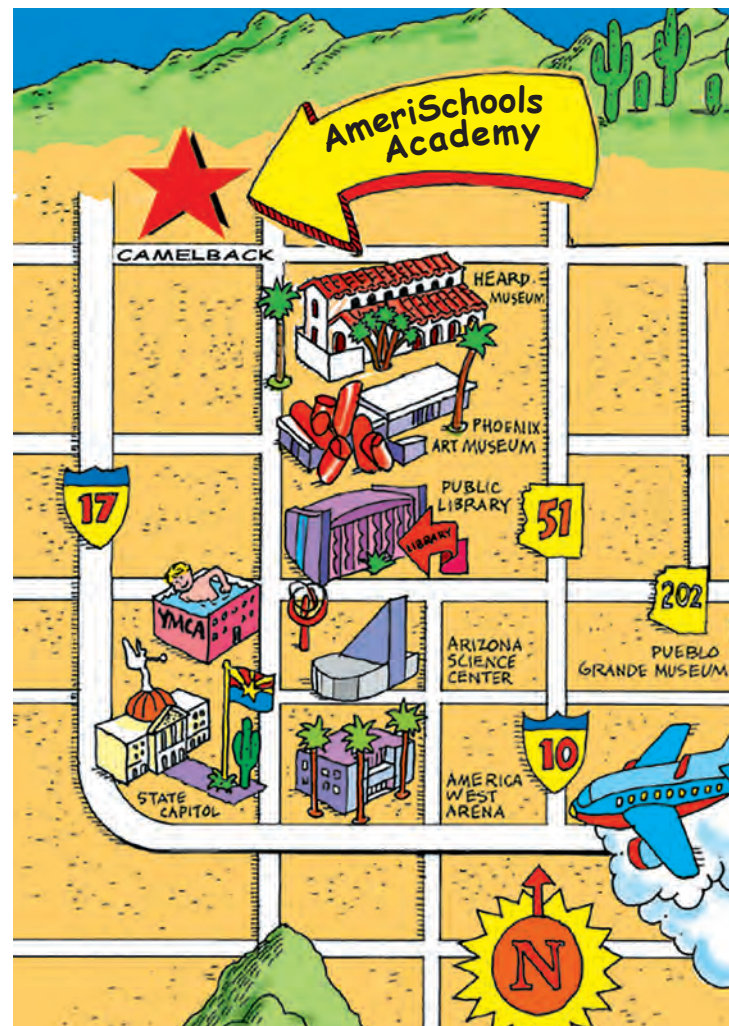 AmeriSchools
Academy
CAMELBACK
HEARD
MUSEUM
PHOENIX
ART MUSEUM
17
PUBLIC
LIBRARY
LIBRARY
51
YMCA
202
ARIZONA
SCIENCE
CENTER
PUEBLO
GRANDE MUSEUM
10
STATE
CAPITOL
AMERICA
WEST
ARENA
N